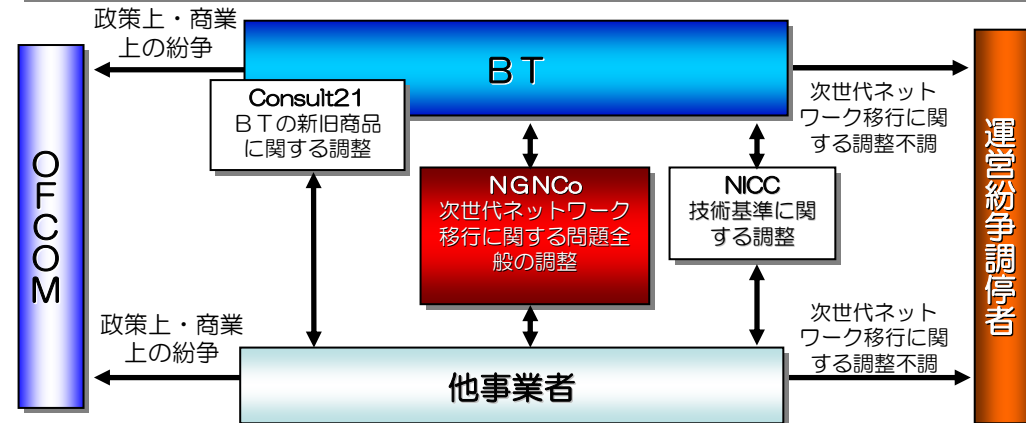 政策上・商業
上の紛争
ＢＴ
Consult21
ＢＴの新旧商品
に関する調整
次世代ネット
ワーク移行に関
する調整不調
OFCOM
NGNCo
次世代ネットワーク
移行に関する問題全
般の調整
NICC
技術基準に関
する調整
運営紛争調停者
政策上・商業
上の紛争
他事業者
次世代ネット
ワーク移行に関
する調整不調